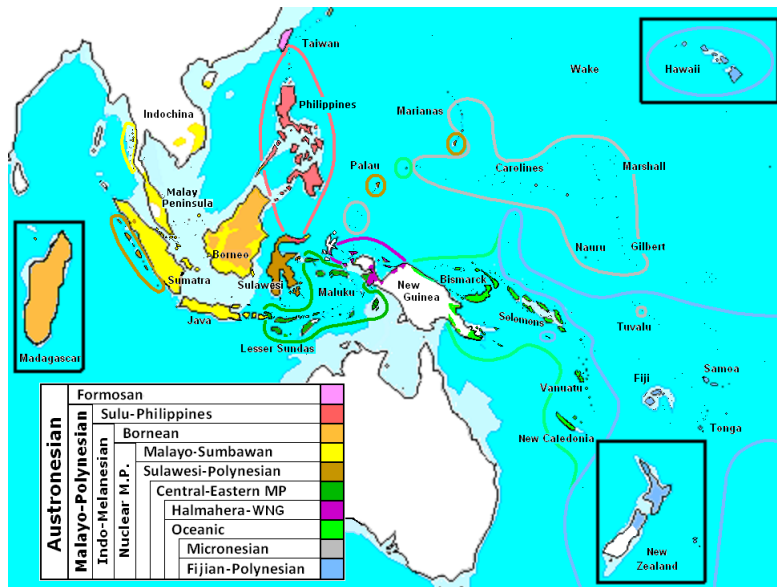 Taiwan
Hawaii
Wake
Philippines
Marianas
Indochina
Palau
Carolines
Marshall
Malay
Peninsula
Borneo
Nauru
Gilbert
Sumatra
Sulawesi
Maluku
New
Guinea
Bismarck
Java
Solomons
Tuvalu
Lesser Sundas
Madagascar
Samoa
Fiji
Vanuatu
Tonga
New Caledonia
New
Zealand
Austronesian
Malayo-Polynesian
Indo-Melanesian
Nuclear M.P.
Formosan
Sulu-Philippines
Bornean
Malayo-Sumbawan
Sulawesi-Polynesian
Central-Eastern MP
Halmahera-WNG
Oceanic
Micronesian
Fijian-Polynesian